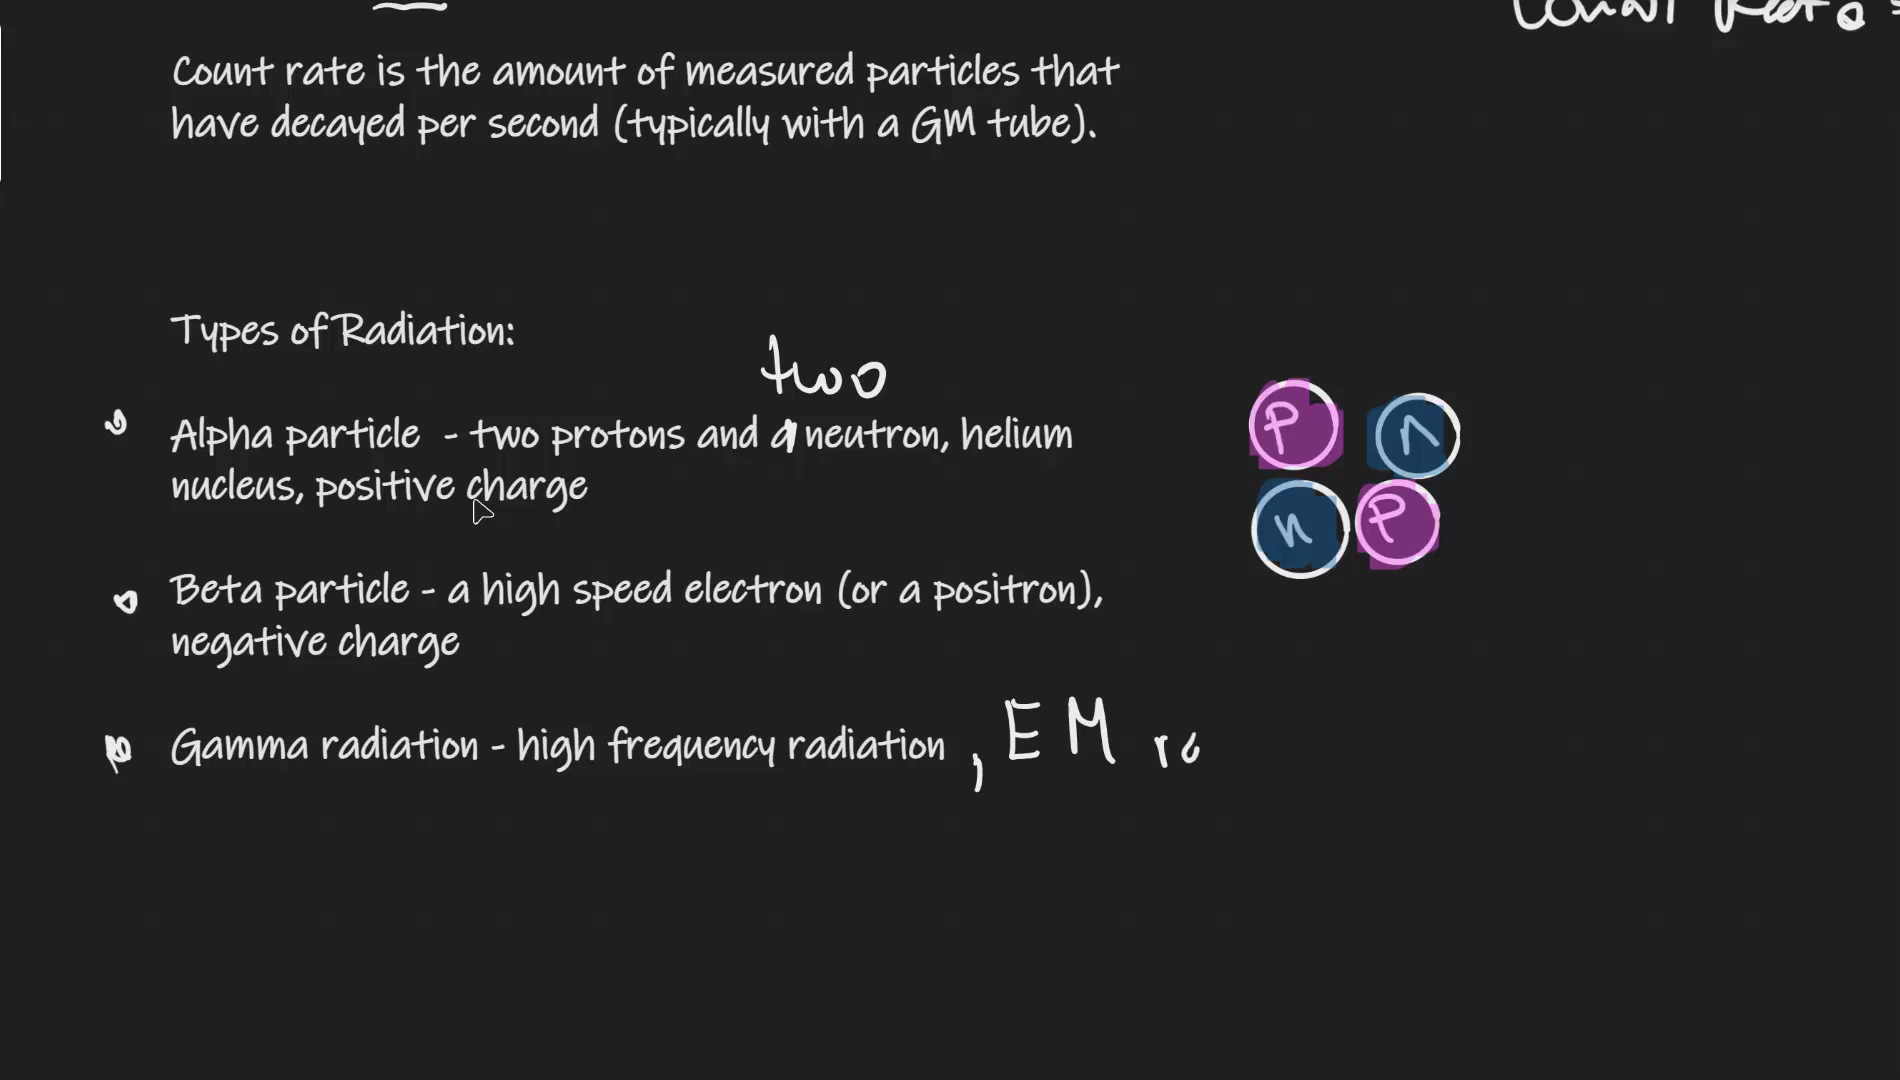 Count rate is the amount of measured particles that
have decayed per second (typically with a GM tube).
Types of Radiation:
two
Alpha particle - two protons and a neutron, helium
nucleus, positive charge
P n
n P
Beta particle - a high speed electron (or a positron),
negative charge
Gamma radiation - high frequency radiation , EM